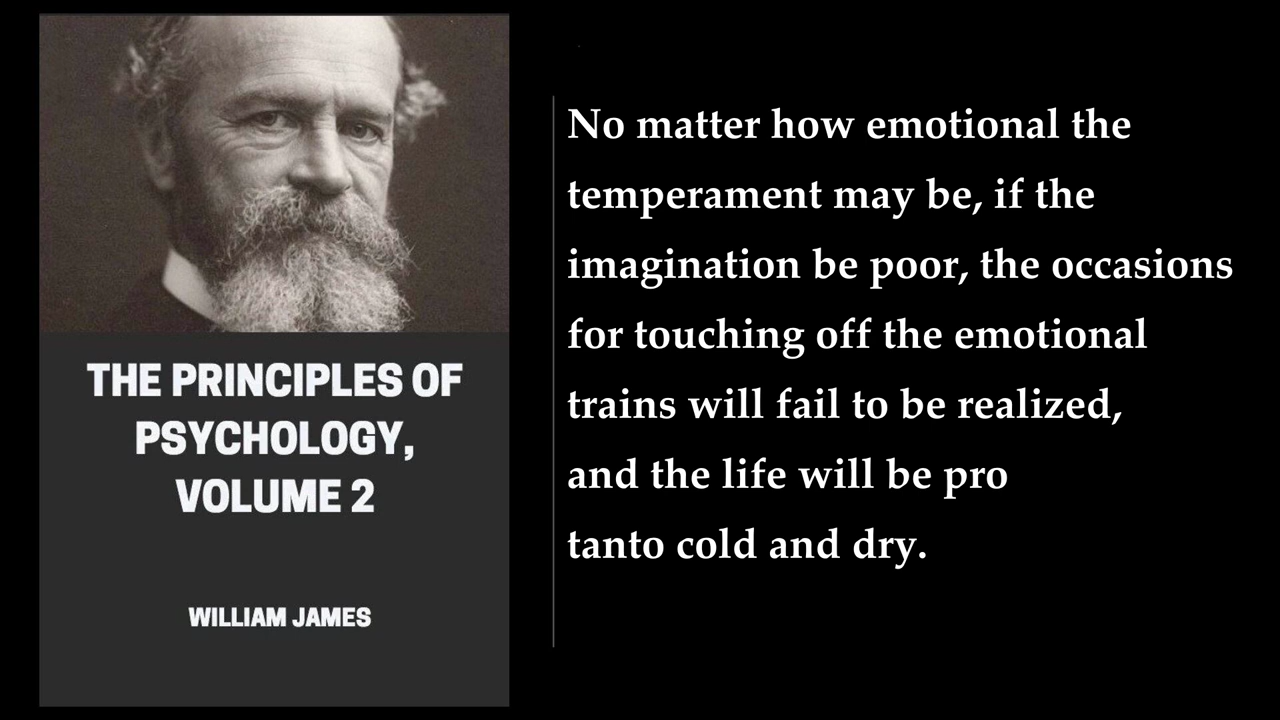 THE PRINCIPLES OF
PSYCHOLOGY,
VOLUME 2
WILLIAM JAMES
No matter how emotional the
temperament may be, if the
imagination be poor, the occasions
for touching off the emotional
trains will fail to be realized,
and the life will be pro
tanto cold and dry.